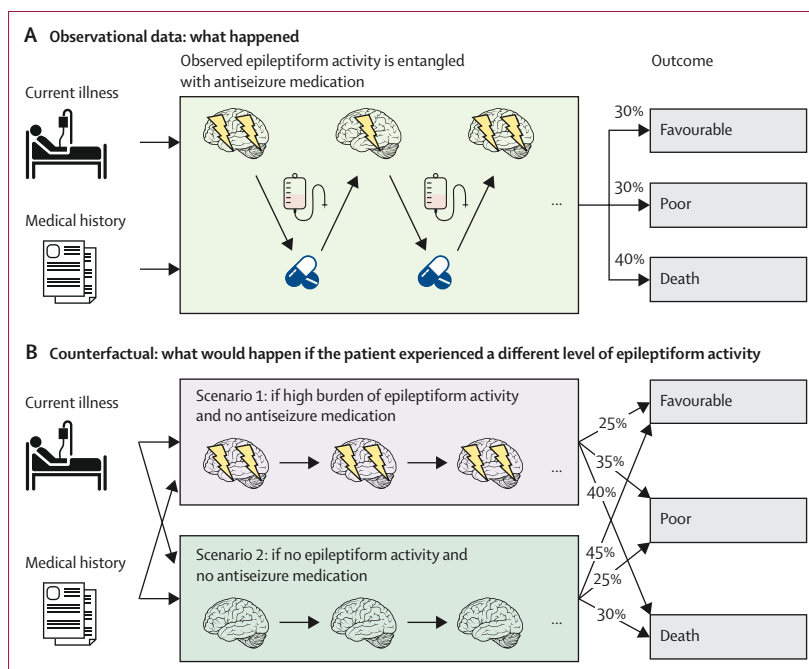 A Observational data: what happened
Observed epileptiform activity is entangled
with antiseizure medication
Outcome
Current illness
30%
Favourable
30%
Poor
Medical history
...
40%
Death
B Counterfactual: what would happen if the patient experienced a different level of epileptiform activity
Current illness
Scenario 1: if high burden of epileptiform activity
and no antiseizure medication
...
Favourable
25%
35%
40%
Poor
Medical history
Scenario 2: if no epileptiform activity and
no antiseizure medication
...
45%
25%
30%
Death